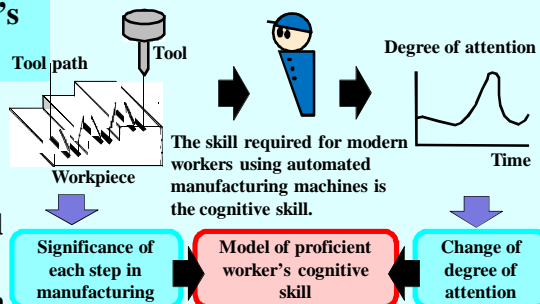 's
Tool path
Tool
Workpiece
Degree of attention
Time
The skill required for modern
workers using automated
manufacturing machines is
the cognitive skill.
Significance of
each step in
manufacturing
Model of proficient
worker's cognitive
skill
Change of
degree of
attention